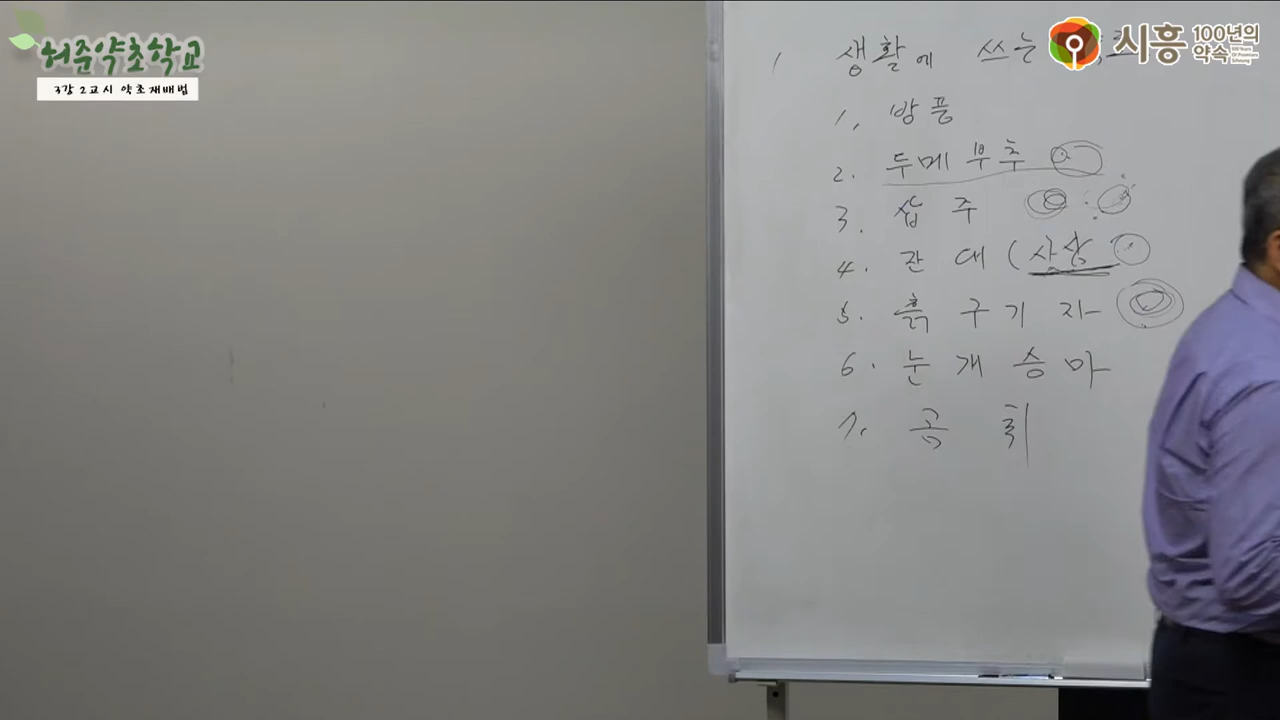 허준약초학교
3강 2교시 약초재배법
시흥 100년의 약속
1 생활에 쓰는
1. 방풍
2. 두메부추
3. 삽주
4. 잔대 (사삼
5. 흙구기자
6. 눈개승마
7. 곰취